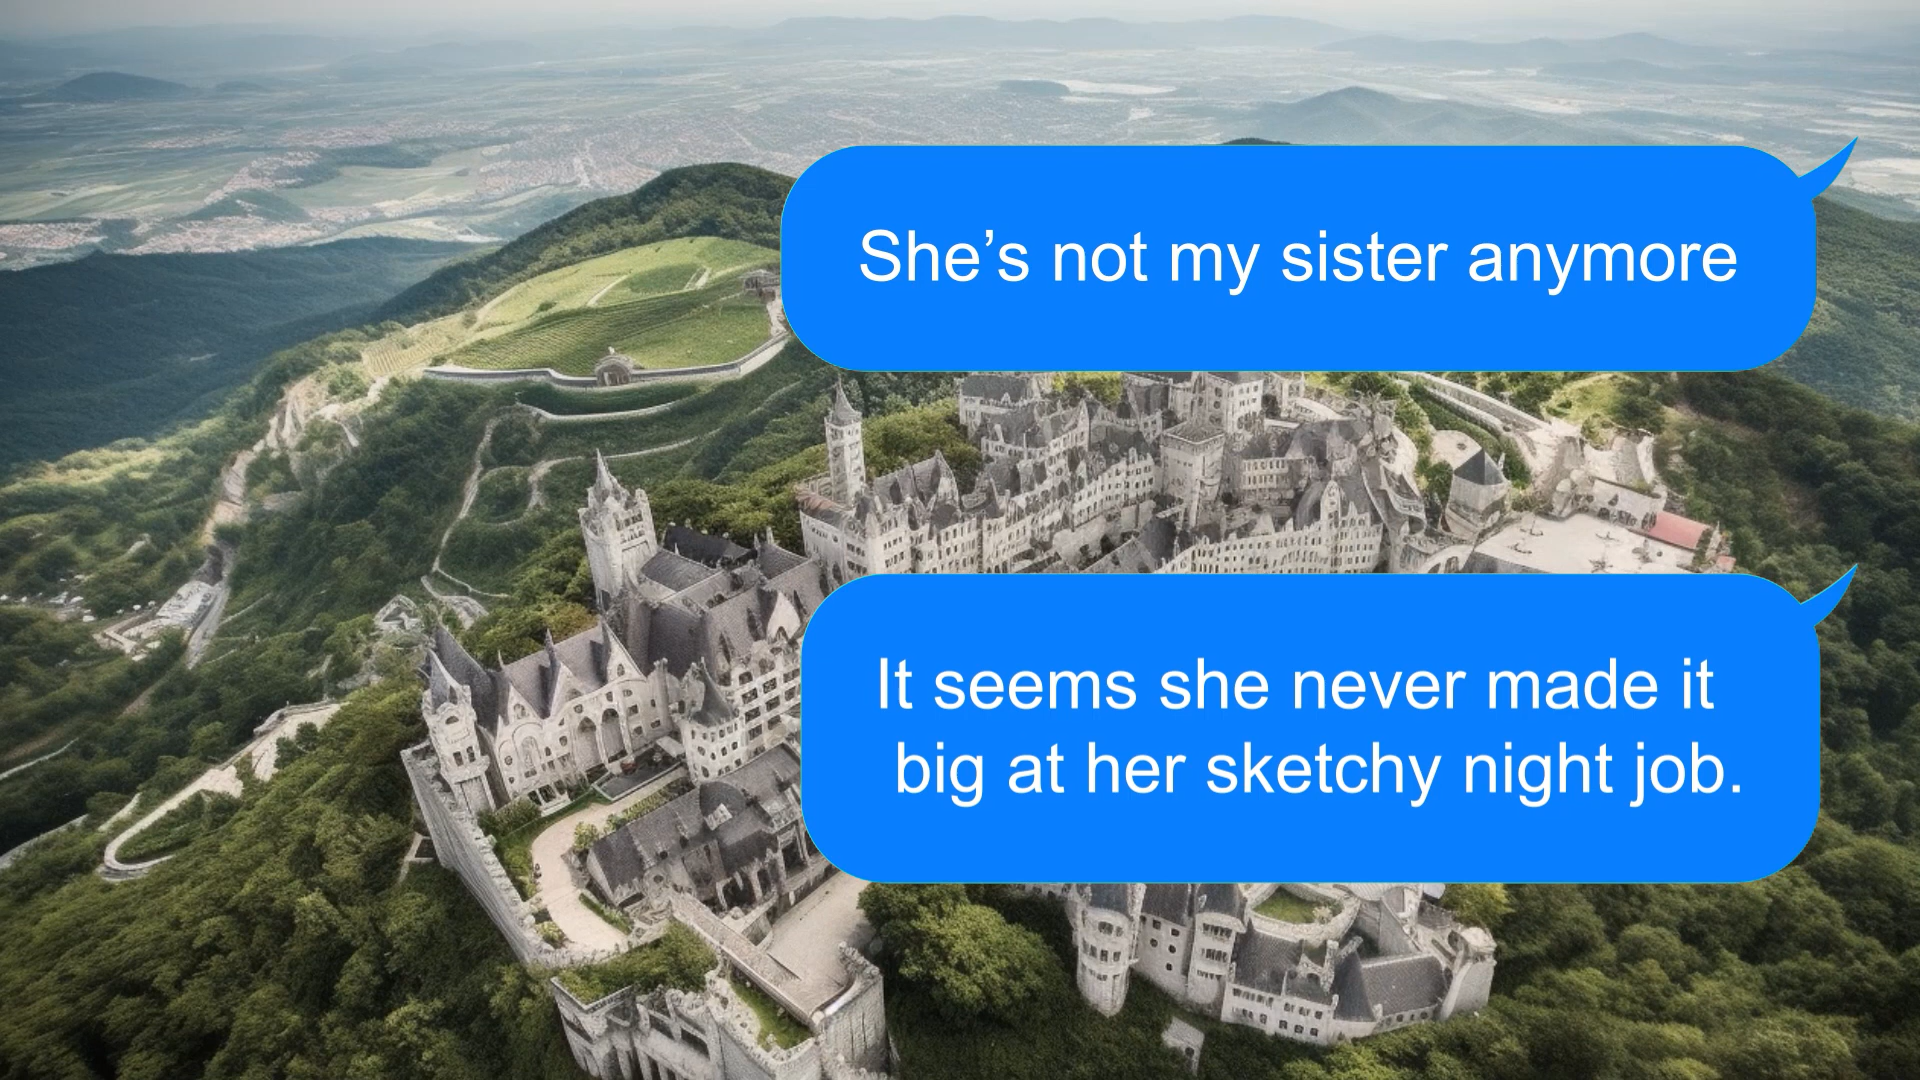 She’s not my sister anymore
It seems she never made it
big at her sketchy night job.